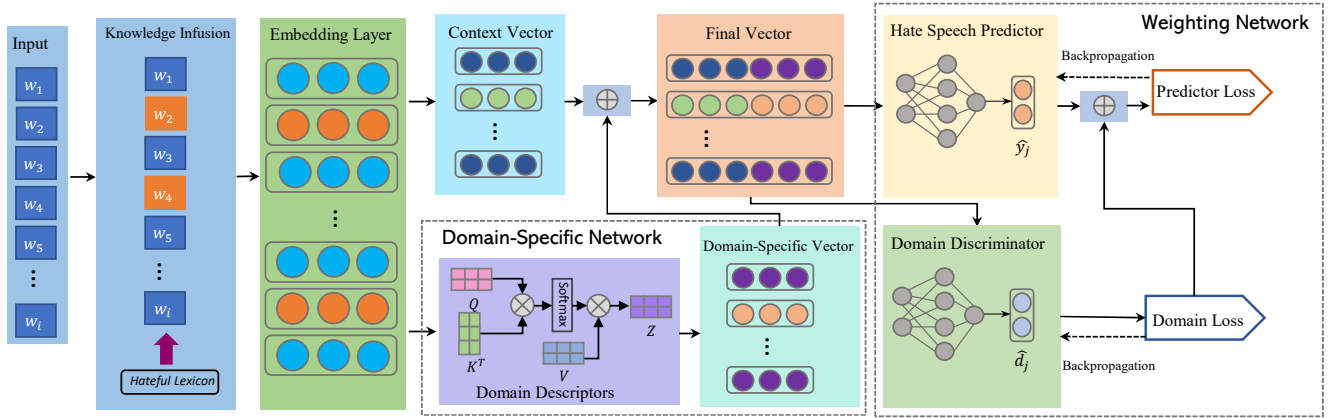 Input
w₁
w₂
w₃
w₄
w₅
...
wᵢ
Knowledge Infusion
w₁
w₂
w₃
w₄
w₅
...
wᵢ
Hateful Lexicon
Embedding Layer
...
Context Vector
...
Final Vector
...
Domain-Specific Network
Q
Kᵀ
Softmax
V
Z
Domain Descriptors
Domain-Specific Vector
...
Weighting Network
Hate Speech Predictor
ŷⱼ
Backpropagation
Predictor Loss
Domain Discriminator
d̂ⱼ
Domain Loss
Backpropagation